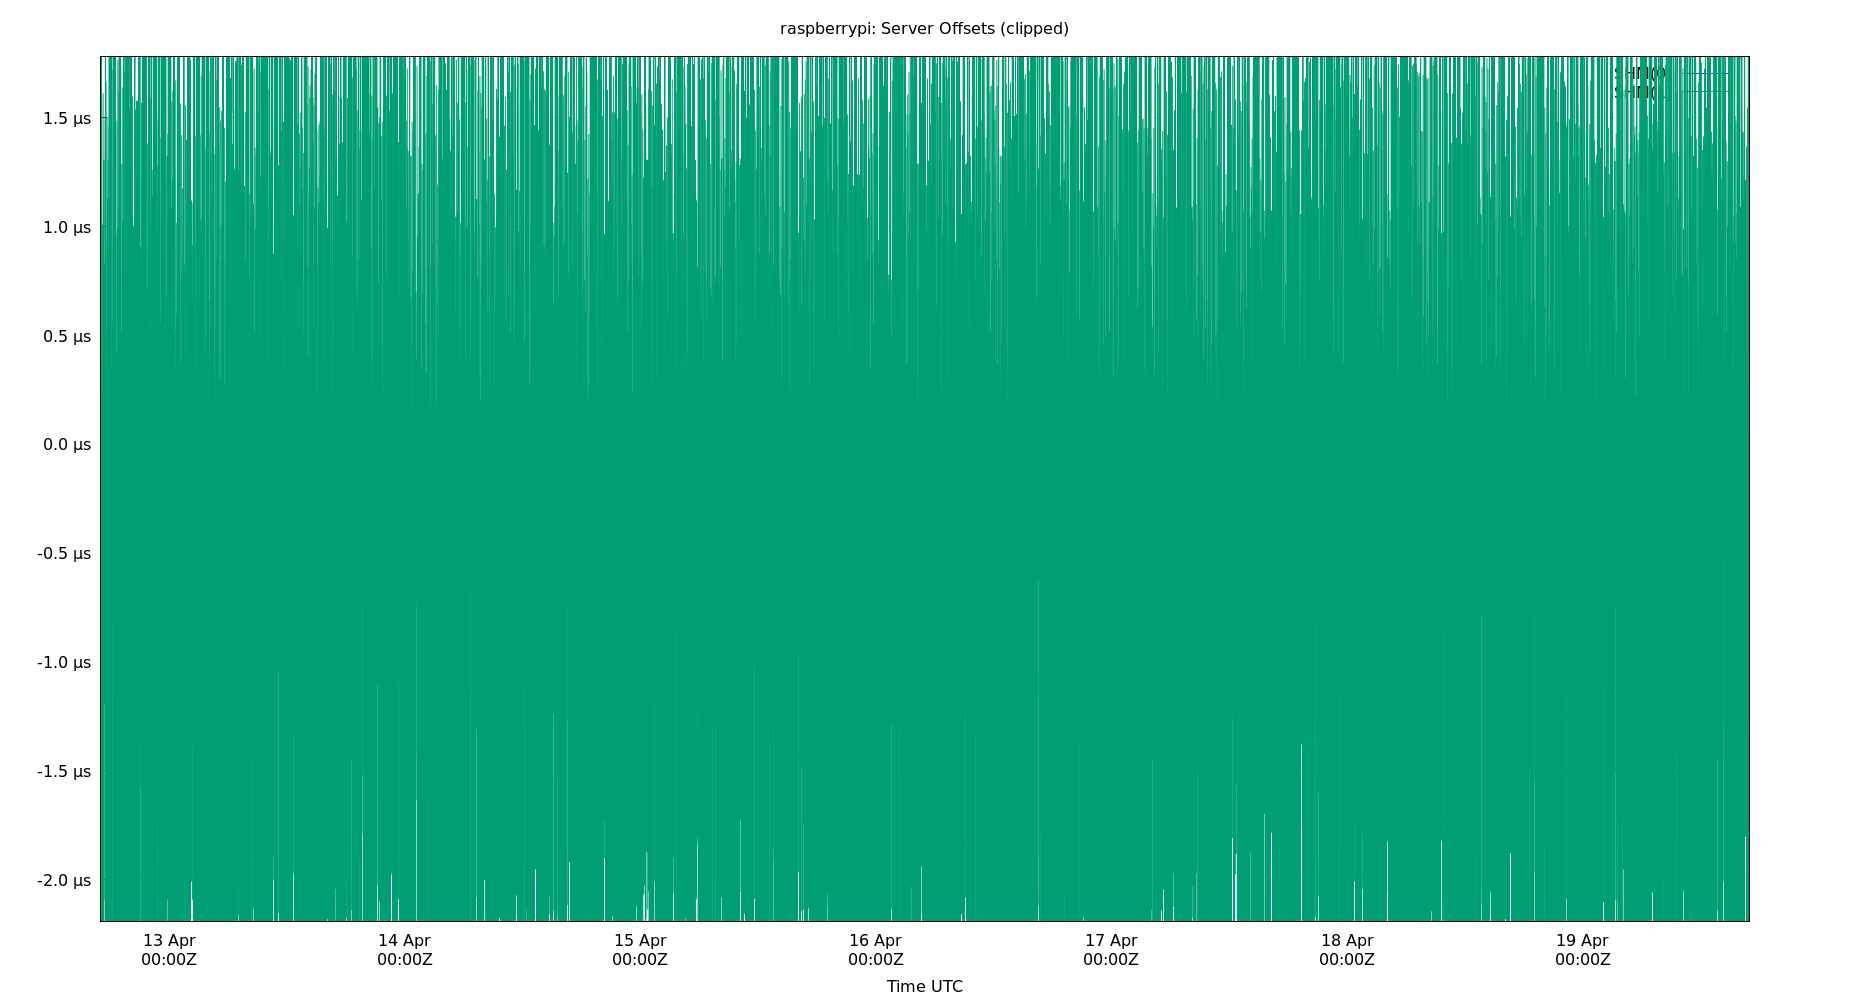 raspberrypi: Server Offsets (clipped)
SHM(0)
1.5 µs
1.0 µs
0.5 µs
0.0 µs
-0.5 µs
-1.0 µs
-1.5 µs
-2.0 µs
13 Apr 14 Apr 15 Apr 16 Apr 17 Apr 18 Apr 19 Apr
00:00Z 00:00Z 00:00Z 00:00Z 00:00Z 00:00Z 00:00Z
Time UTC